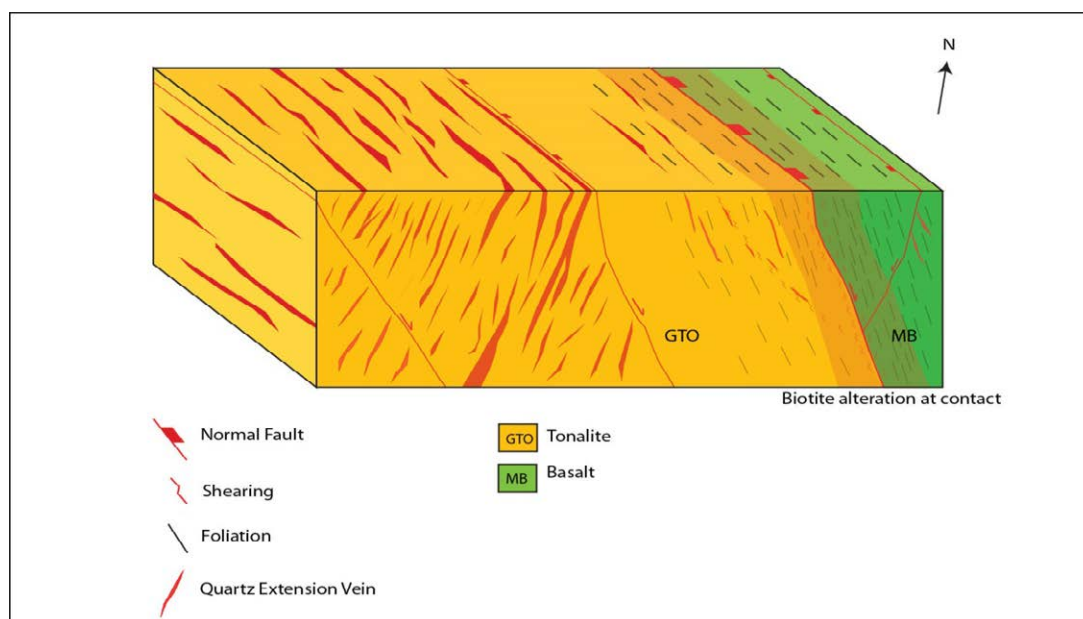 N
GTO
MB
Biotite alteration at contact
Normal Fault
GTO Tonalite
MB Basalt
Shearing
Foliation
Quartz Extension Vein